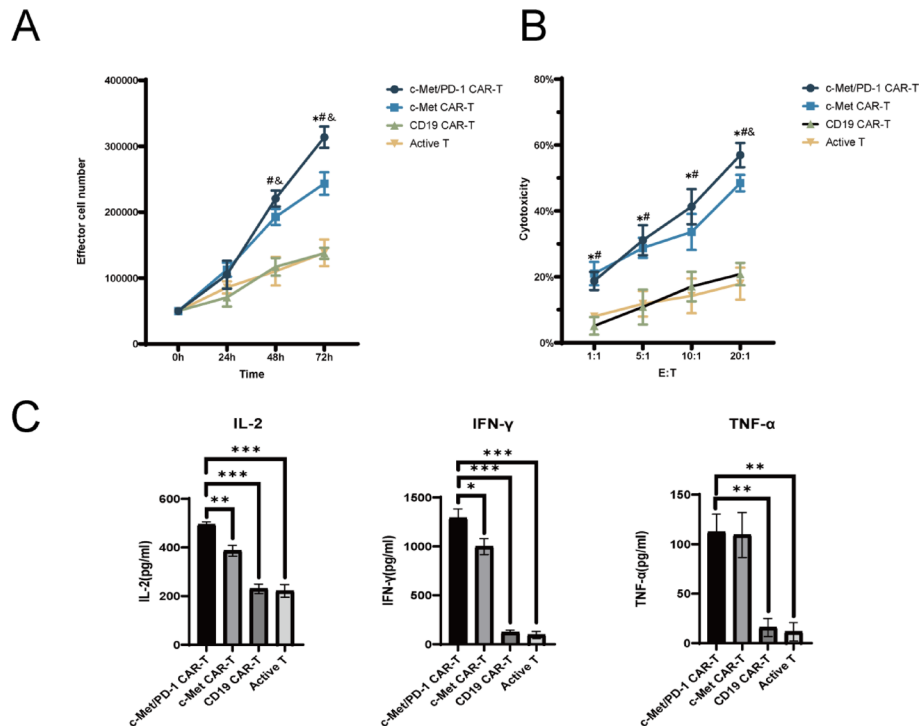 A
400000
300000
200000
100000
0
Effector cell number
*#&
#&
0h
24h
48h
72h
Time
c-Met/PD-1 CAR-T
c-Met CAR-T
CD19 CAR-T
Active T
B
80%
60%
40%
20%
0%
Cytotoxicity
*#
*#
*#
*#&
1:1
5:1
10:1
20:1
E:T
c-Met/PD-1 CAR-T
c-Met CAR-T
CD19 CAR-T
Active T
C
IL-2
***
***
**
600
400
200
0
IL-2(pg/ml)
c-Met/PD-1 CAR-T
c-Met CAR-T
CD19 CAR-T
Active T
IFN-γ
***
***
*
1500
1000
500
0
IFN-γ(pg/ml)
c-Met/PD-1 CAR-T
c-Met CAR-T
CD19 CAR-T
Active T
TNF-α
**
**
150
100
50
0
TNF-α(pg/ml)
c-Met/PD-1 CAR-T
c-Met CAR-T
CD19 CAR-T
Active T